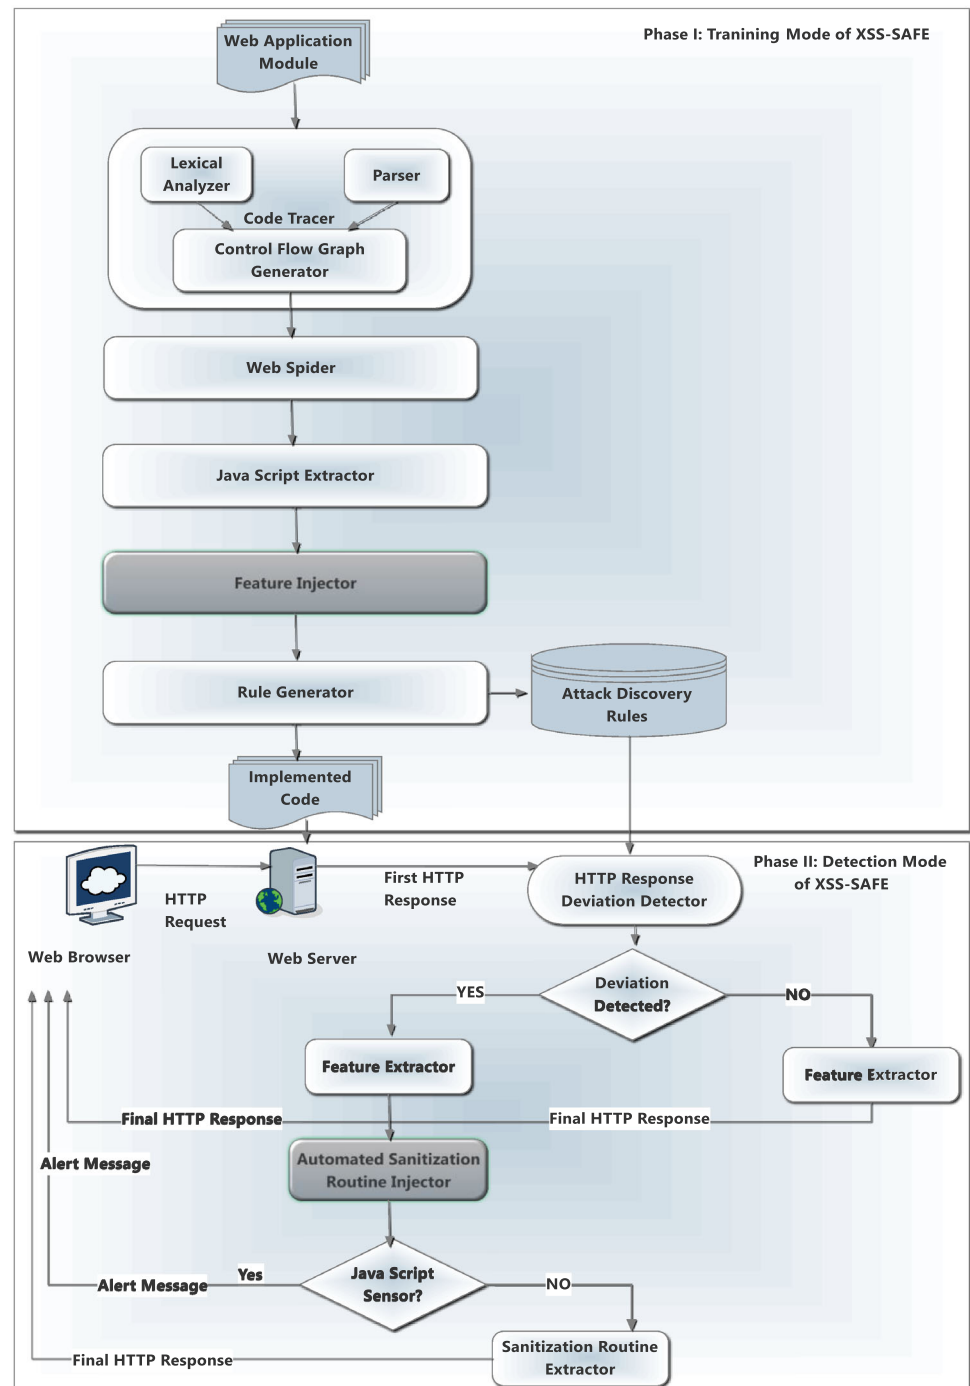 Phase I: Tranining Mode of XSS-SAFE
Web Application
Module
Lexical
Analyzer
Parser
Code Tracer
Control Flow Graph
Generator
Web Spider
Java Script Extractor
Feature Injector
Rule Generator
Attack Discovery
Rules
Implemented
Code
Phase II: Detection Mode
of XSS-SAFE
HTTP
Request
First HTTP
Response
HTTP Response
Deviation Detector
Web Browser
Web Server
Deviation
Detected?
YES
NO
Feature Extractor
Feature Extractor
Final HTTP Response
Final HTTP Response
Alert Message
Automated Sanitization
Routine Injector
Java Script
Sensor?
Yes
Alert Message
NO
Sanitization Routine
Extractor
Final HTTP Response